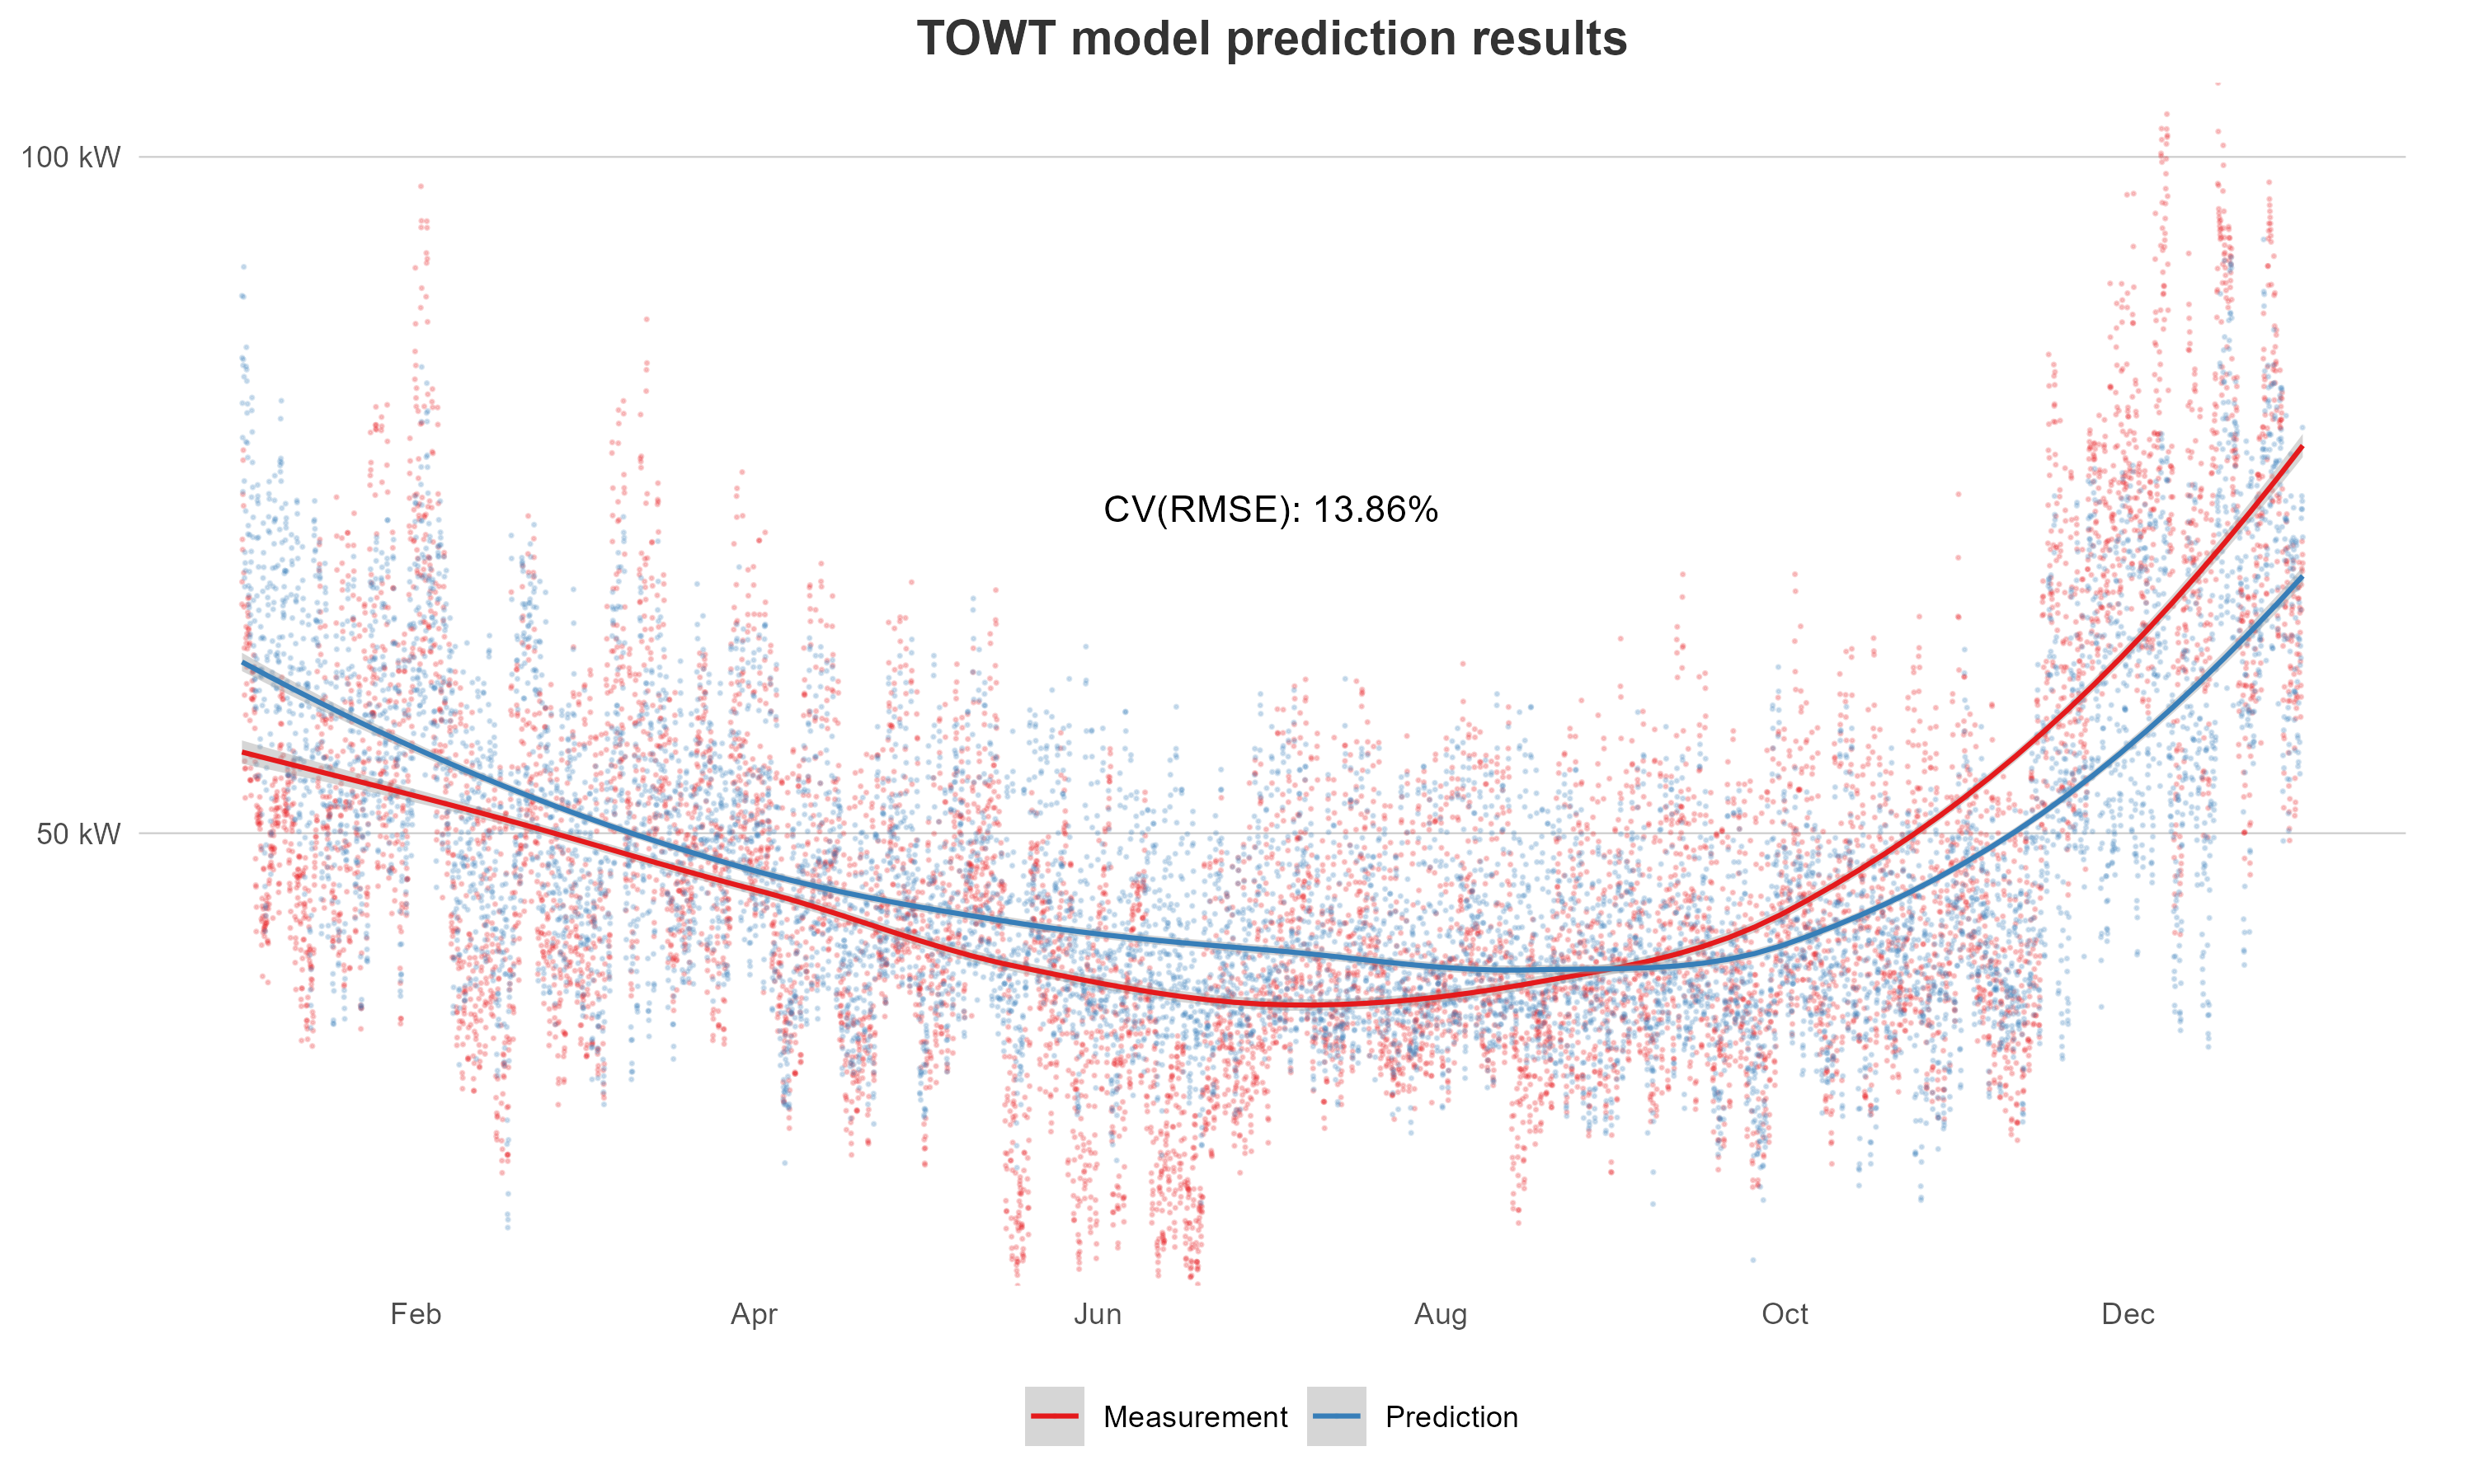 TOWT model prediction results
100 kW
CV(RMSE): 13.86%
50 kW
Feb Apr Jun Aug Oct Dec
Measurement Prediction